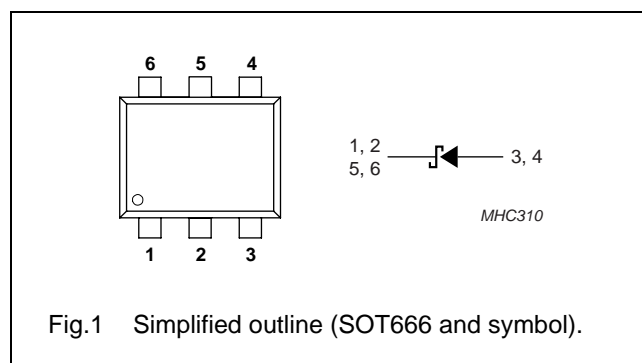 6 5 4
1, 2
5, 6
3, 4
MHC310
1 2 3
Fig.1 Simplified outline (SOT666 and symbol).